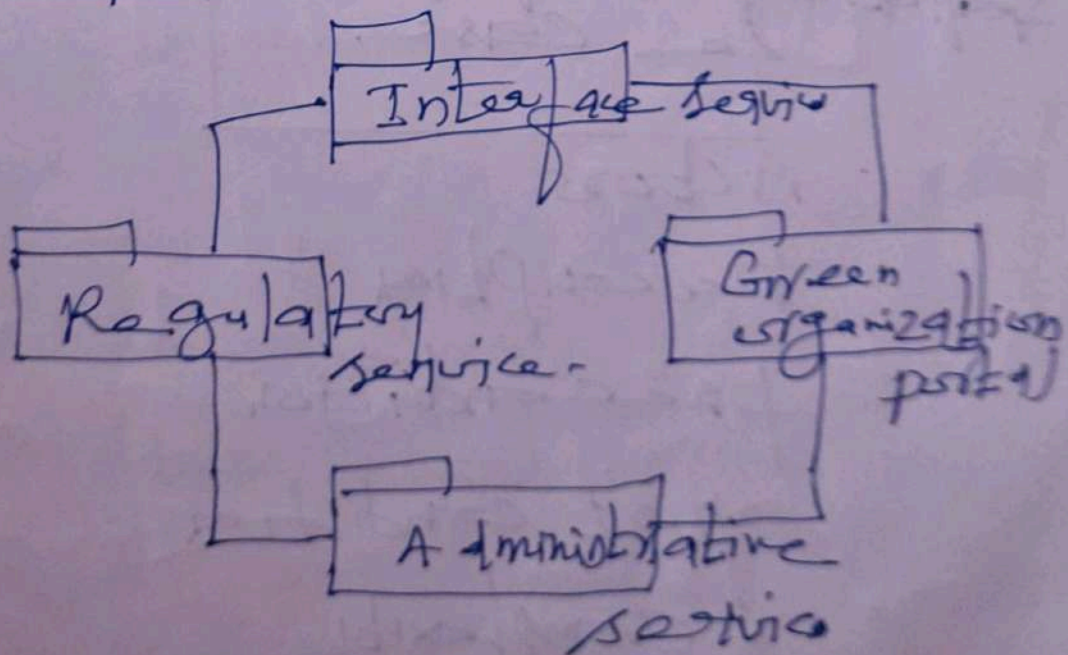 Interface service
Regulatory
service.
Green
organization
portal
Administrative
service